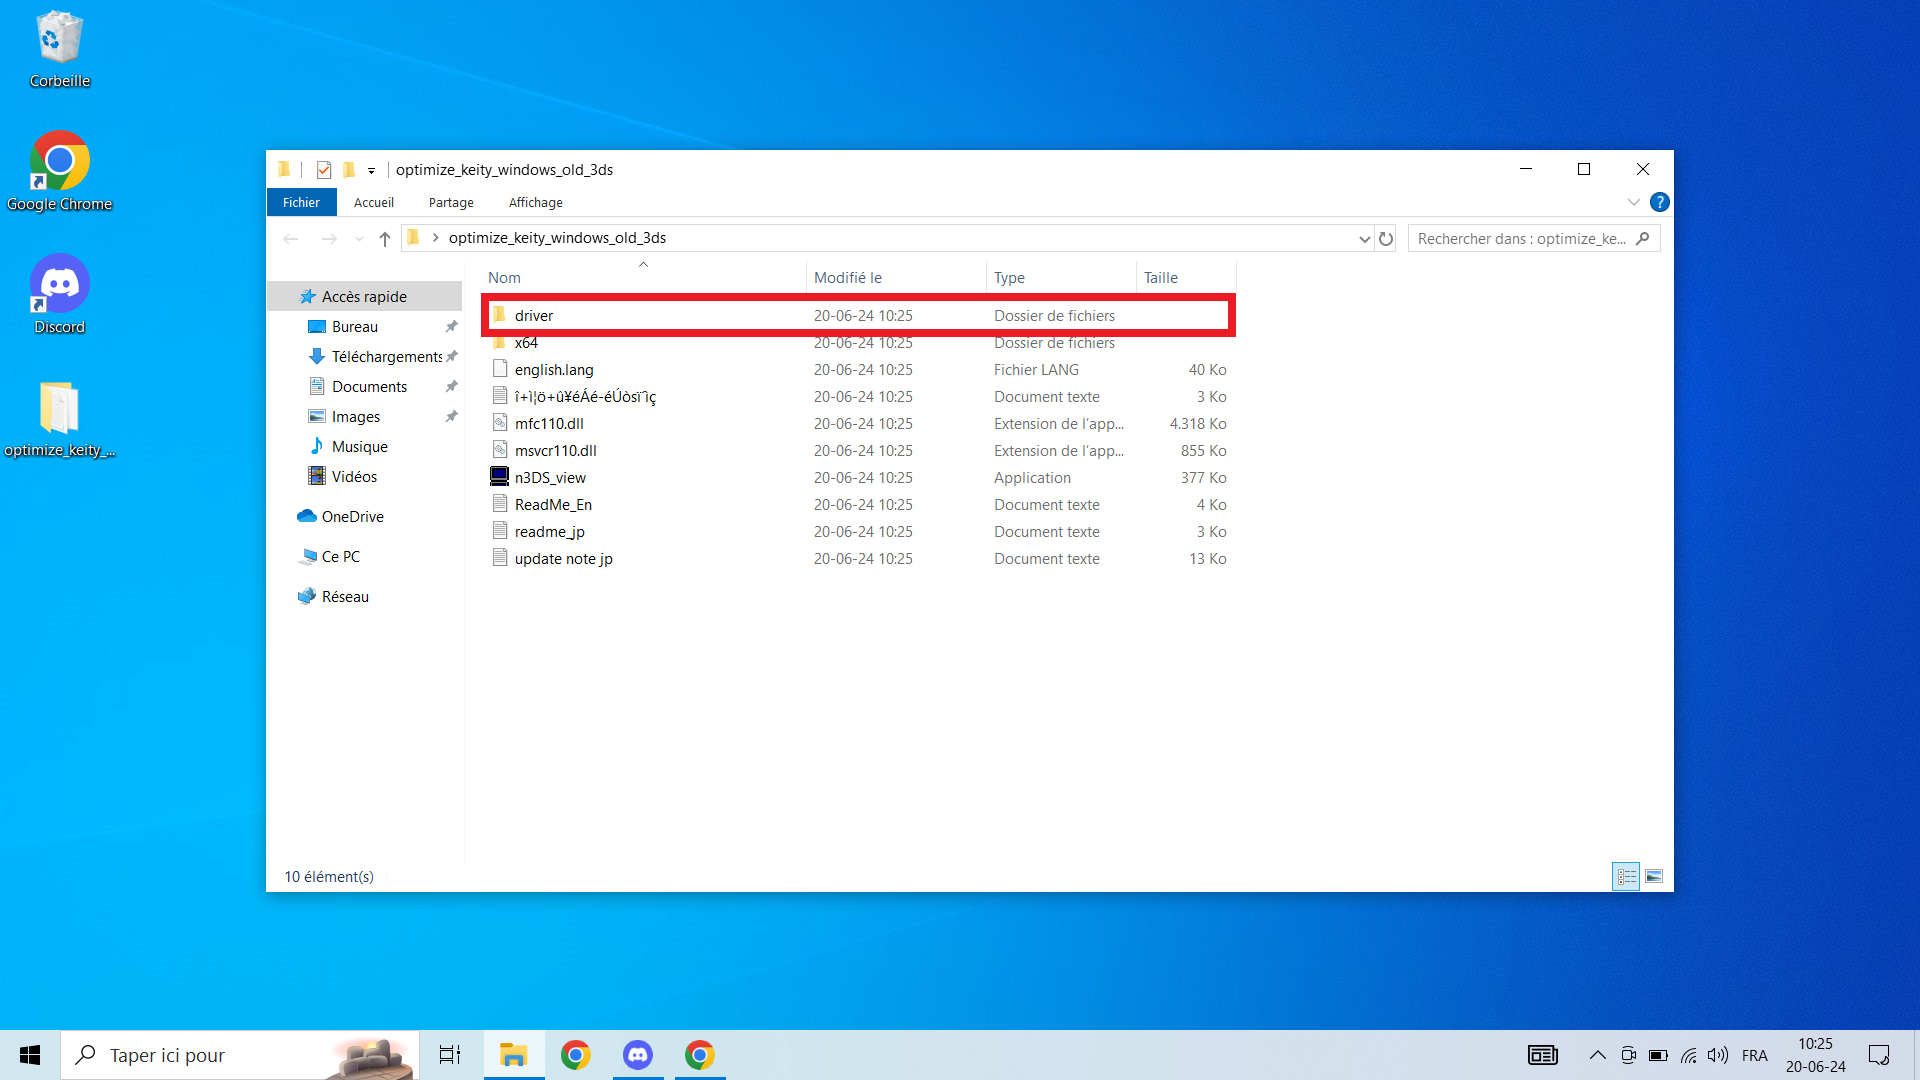 Corbeille
Google Chrome
Discord
optimize_keity_...
optimize_keity_windows_old_3ds
Fichier
Accueil
Partage
Affichage
?
optimize_keity_windows_old_3ds
Rechercher dans : optimize_ke...
Accès rapide
Bureau
Téléchargements
Documents
Images
Musique
Vidéos
OneDrive
Ce PC
Réseau
Nom Modifié le Type Taille
driver 20-06-24 10:25 Dossier de fichiers
x64 20-06-24 10:25 Dossier de fichiers
english.lang 20-06-24 10:25 Fichier LANG 40 Ko
20-06-24 10:25 Document texte 3 Ko
mfc110.dll 20-06-24 10:25 Extension de l'app... 4.318 Ko
msvcr110.dll 20-06-24 10:25 Extension de l'app... 855 Ko
n3DS_view 20-06-24 10:25 Application 377 Ko
ReadMe_En 20-06-24 10:25 Document texte 4 Ko
readme_jp 20-06-24 10:25 Document texte 3 Ko
update note jp 20-06-24 10:25 Document texte 13 Ko
10 élément(s)
Taper ici pour
FRA
10:25
20-06-24